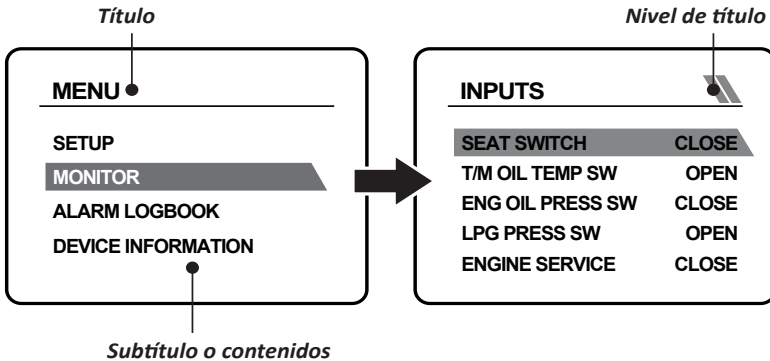 Título
Nivel de título
MENU
SETUP
MONITOR
ALARM LOGBOOK
DEVICE INFORMATION
INPUTS
SEAT SWITCH CLOSE
T/M OIL TEMP SW OPEN
ENG OIL PRESS SW CLOSE
LPG PRESS SW OPEN
ENGINE SERVICE CLOSE
Subtítulo o contenidos